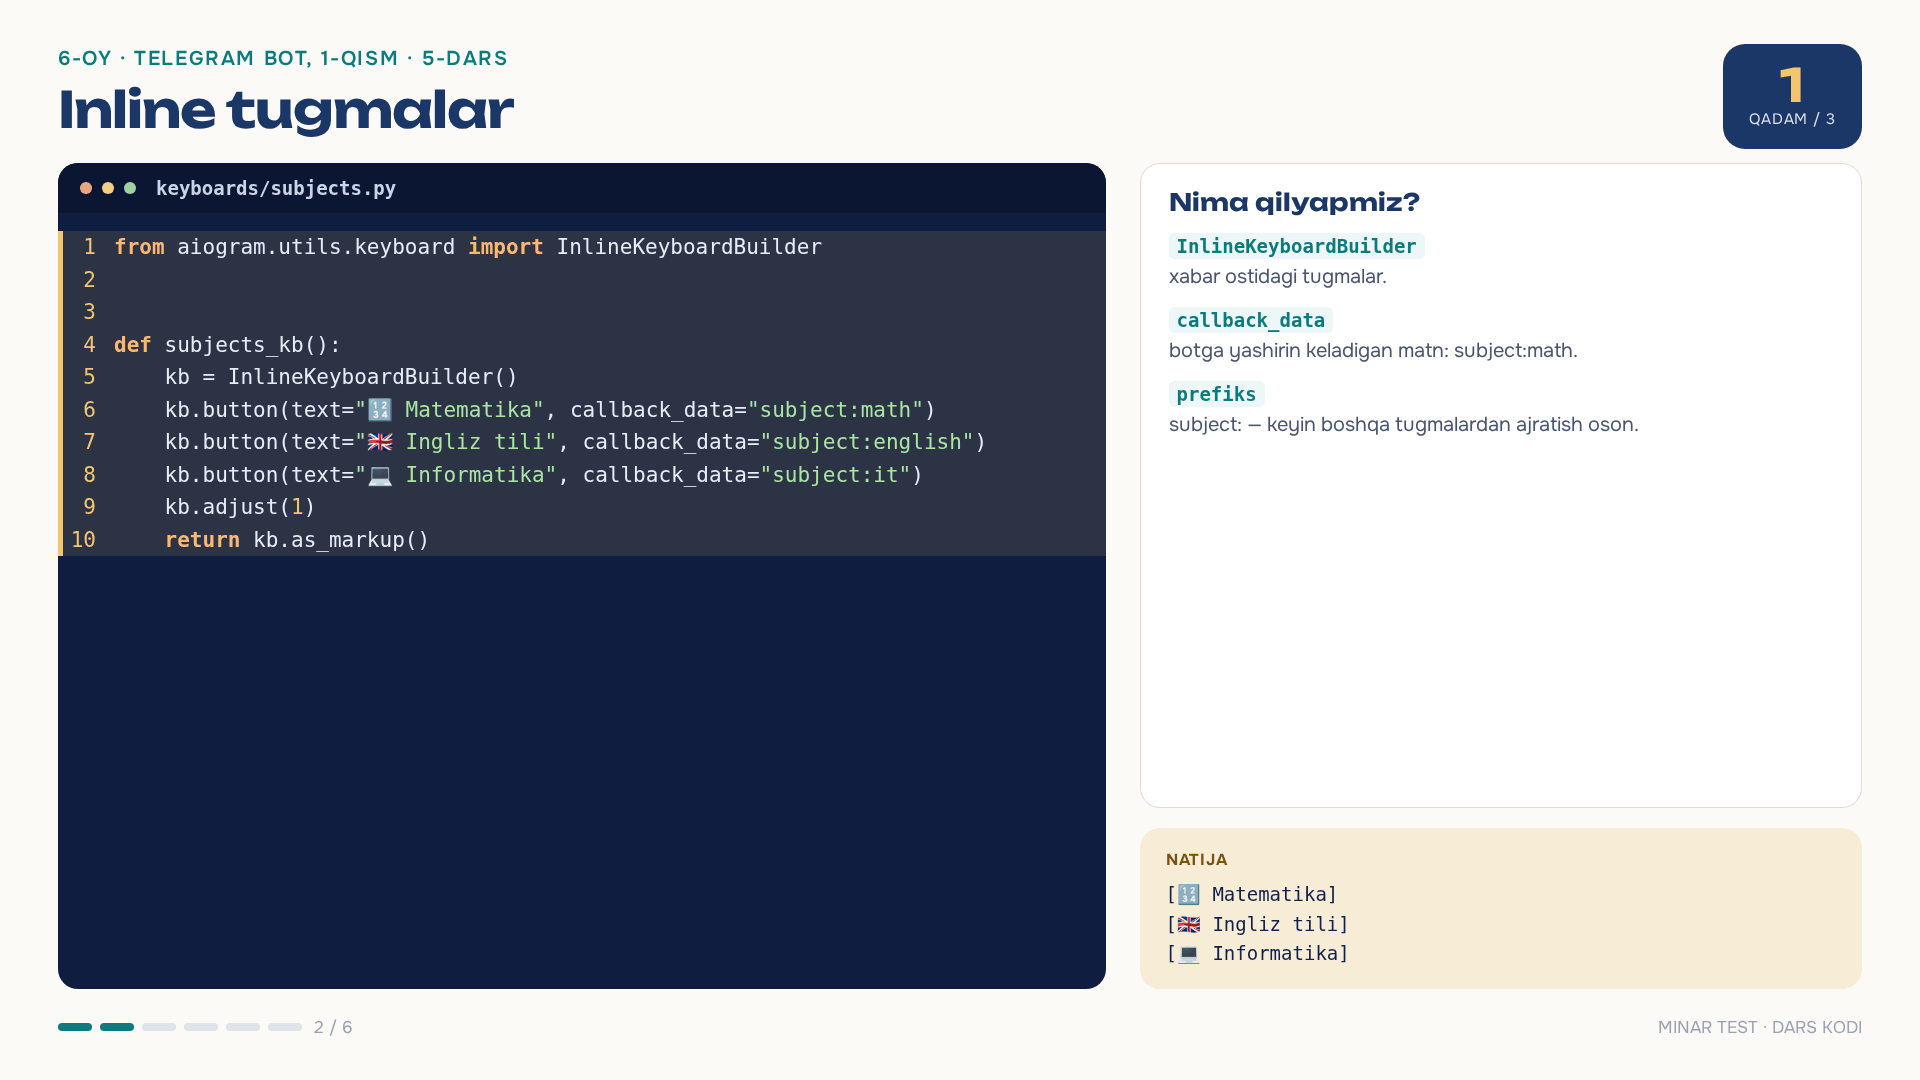 6-OY · TELEGRAM BOT, 1-QISM · 5-DARS
Inline tugmalar
1
QADAM / 3
keyboards/subjects.py
1 from aiogram.utils.keyboard import InlineKeyboardBuilder
2
3
4 def subjects_kb():
5     kb = InlineKeyboardBuilder()
6     kb.button(text="🔢 Matematika", callback_data="subject:math")
7     kb.button(text="🇬🇧 Ingliz tili", callback_data="subject:english")
8     kb.button(text="💻 Informatika", callback_data="subject:it")
9     kb.adjust(1)
10     return kb.as_markup()
Nima qilyapmiz?
InlineKeyboardBuilder
xabar ostidagi tugmalar.
callback_data
botga yashirin keladigan matn: subject:math.
prefiks
subject: — keyin boshqa tugmalardan ajratish oson.
NATIJA
[🔢 Matematika]
[🇬🇧 Ingliz tili]
[💻 Informatika]
2 / 6
MINAR TEST · DARS KODI